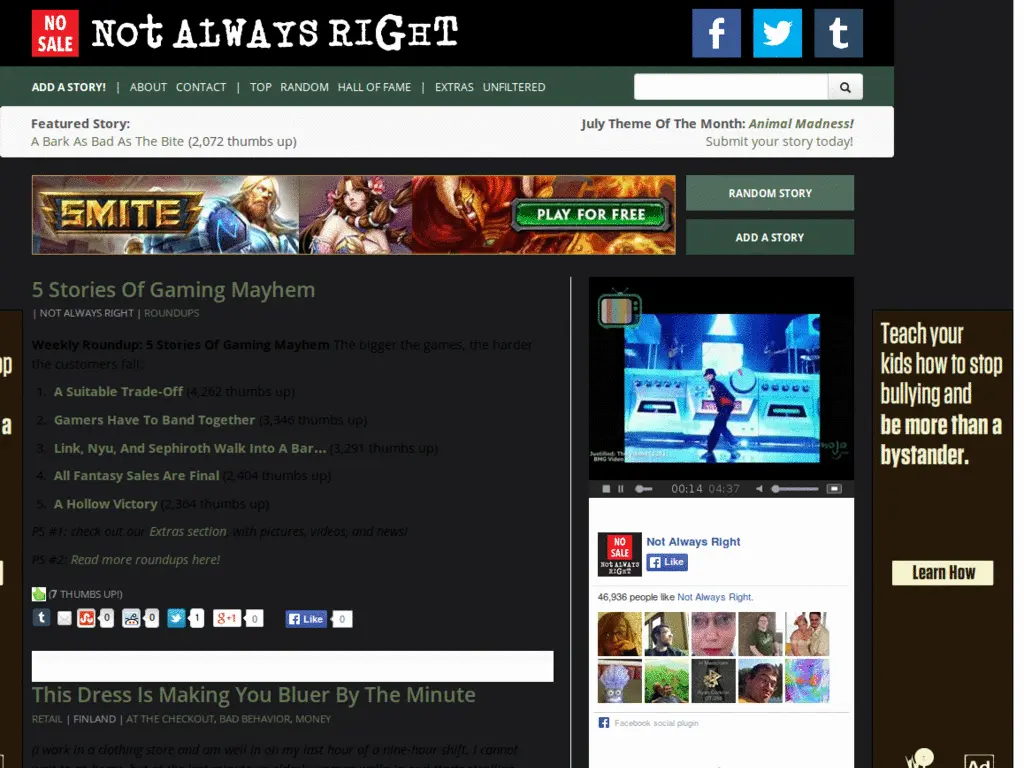 NO SALE
Not Always Right
ADD A STORY! | ABOUT CONTACT | TOP RANDOM HALL OF FAME | EXTRAS UNFILTERED
Featured Story:
A Bark As Bad As The Bite (2,072 thumbs up)
July Theme Of The Month: Animal Madness!
Submit your story today!
SMITE
PLAY FOR FREE
RANDOM STORY
ADD A STORY
5 Stories Of Gaming Mayhem
| NOT ALWAYS RIGHT | ROUNDUPS
Weekly Roundup: 5 Stories Of Gaming Mayhem The bigger the games, the harder
the customers fall:
1. A Suitable Trade-Off (4,262 thumbs up)
2. Gamers Have To Band Together (3,346 thumbs up)
3. Link, Nyu, And Sephiroth Walk Into A Bar... (3,291 thumbs up)
4. All Fantasy Sales Are Final (2,404 thumbs up)
5. A Hollow Victory (2,364 thumbs up)
PS #1: check out our Extras section, with pictures, videos, and news!
PS #2: Read more roundups here!
(7 THUMBS UP!)
0
0
1
g+1 0
Like 0
This Dress Is Making You Bluer By The Minute
RETAIL | FINLAND | AT THE CHECKOUT, BAD BEHAVIOR, MONEY
(I work in a clothing store and am well in on my last hour of a nine-hour shift. I cannot
00:14 04:37
NO SALE
Not Always Right
Not Always Right
Like
46,936 people like Not Always Right.
Facebook social plugin
Teach your
kids how to stop
bullying and
be more than a
bystander.
Learn How
Ad
op
a